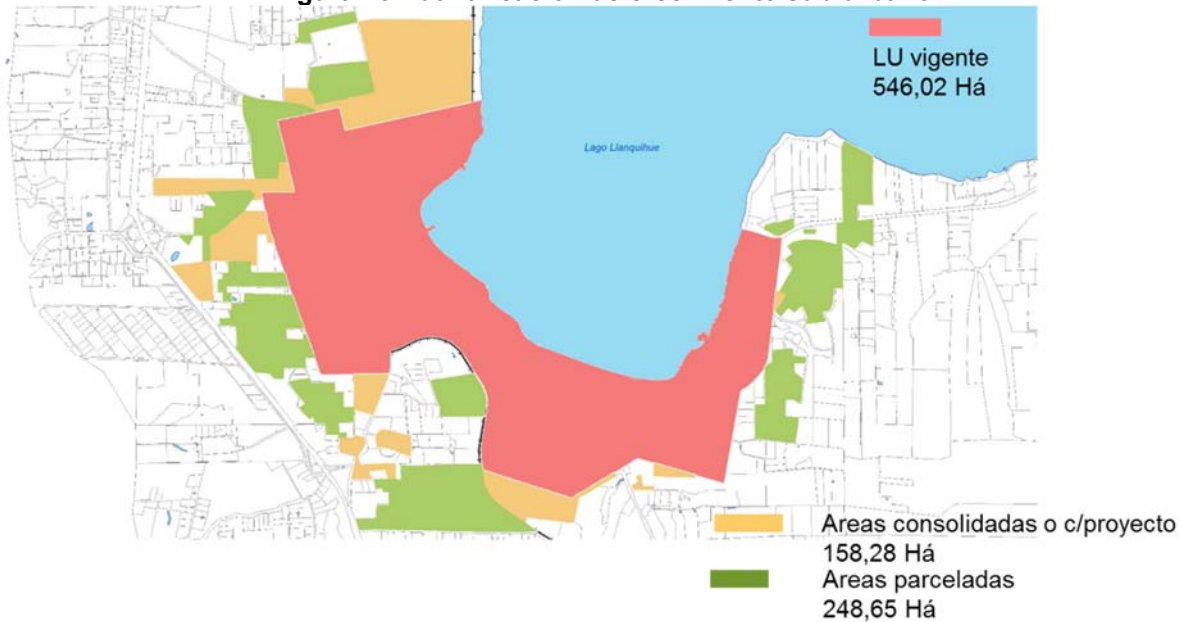 LU vigente
546,02 Há
Lago Llanquihue
Areas consolidadas o c/proyecto
158,28 Há
Areas parceladas
248,65 Há